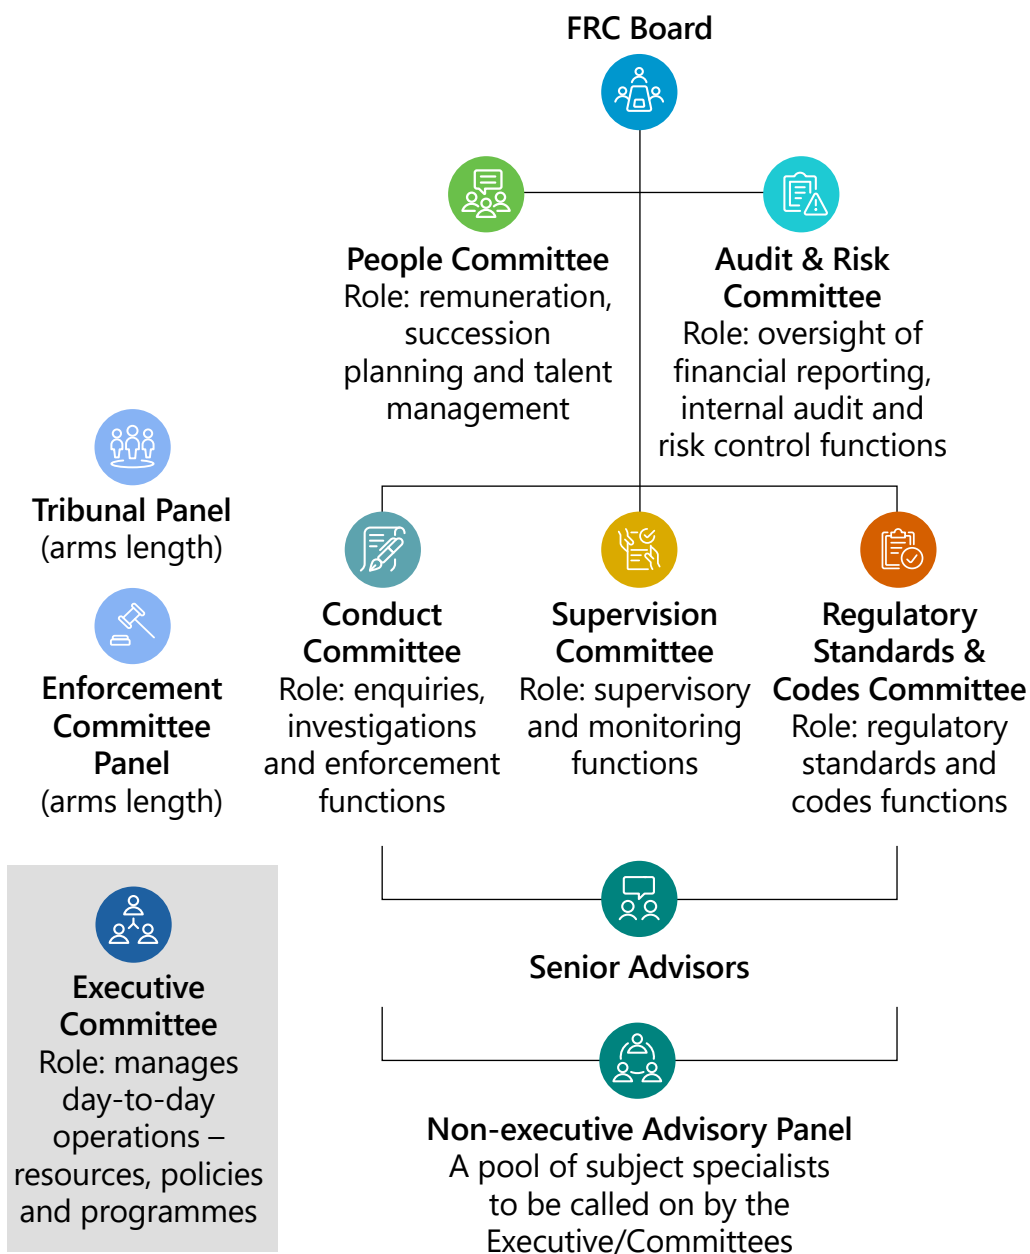 FRC Board
People Committee
Role: remuneration,
succession
planning and talent
management
Audit & Risk
Committee
Role: oversight of
financial reporting,
internal audit and
risk control functions
Tribunal Panel
(arms length)
Enforcement
Committee
Panel
(arms length)
Conduct
Committee
Role: enquiries,
investigations
and enforcement
functions
Supervision
Committee
Role: supervisory
and monitoring
functions
Regulatory
Standards &
Codes Committee
Role: regulatory
standards and
codes functions
Executive
Committee
Role: manages
day-to-day
operations –
resources, policies
and programmes
Senior Advisors
Non-executive Advisory Panel
A pool of subject specialists
to be called on by the
Executive/Committees